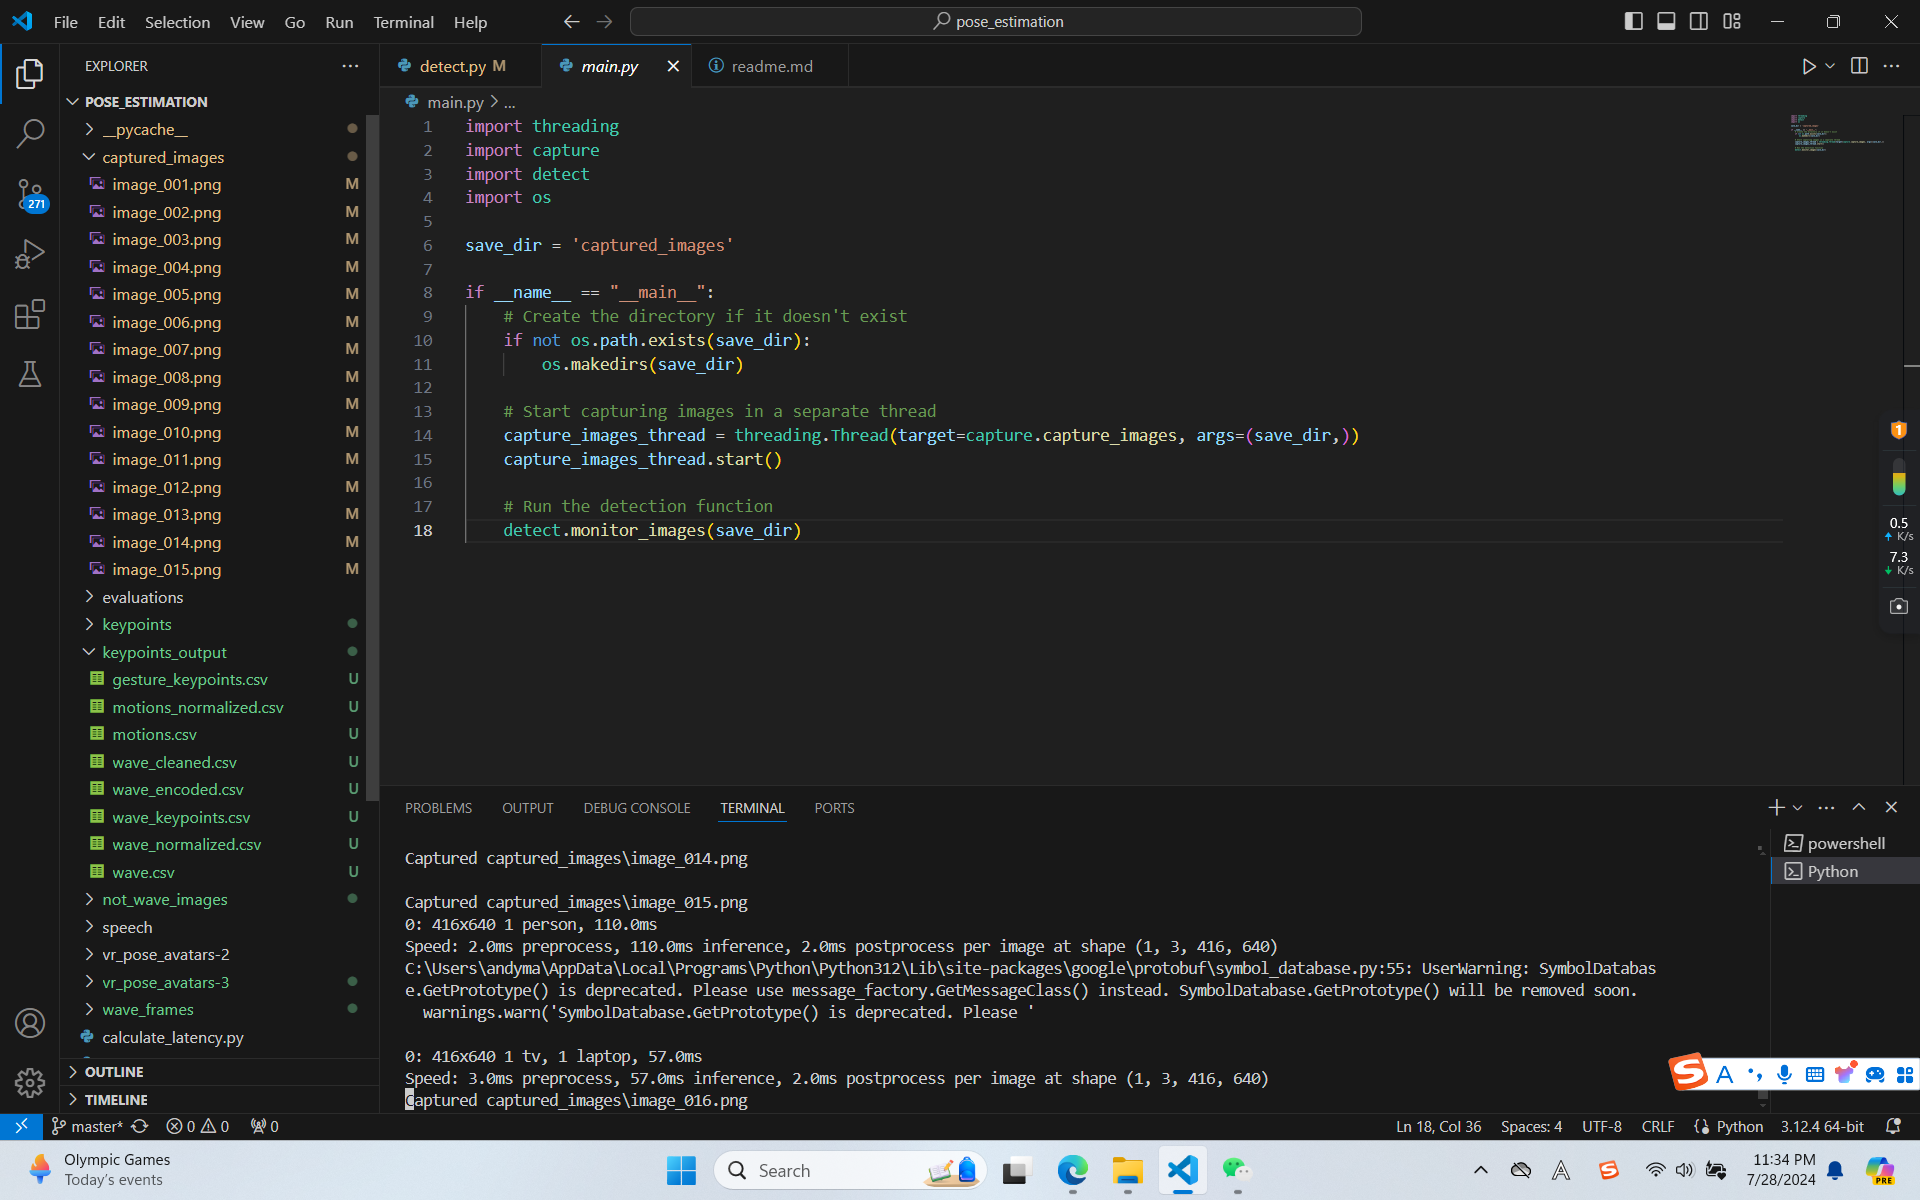 File Edit Selection View Go Run Terminal Help
pose_estimation
EXPLORER
POSE_ESTIMATION
__pycache__
captured_images
image_001.png M
image_002.png M
image_003.png M
image_004.png M
image_005.png M
image_006.png M
image_007.png M
image_008.png M
image_009.png M
image_010.png M
image_011.png M
image_012.png M
image_013.png M
image_014.png M
image_015.png M
evaluations
keypoints
keypoints_output
gesture_keypoints.csv U
motions_normalized.csv U
motions.csv U
wave_cleaned.csv U
wave_encoded.csv U
wave_keypoints.csv U
wave_normalized.csv U
wave.csv U
not_wave_images
speech
vr_pose_avatars-2
vr_pose_avatars-3
wave_frames
calculate_latency.py
OUTLINE
TIMELINE
271
detect.py M
main.py
readme.md
main.py > ...
1 import threading
2 import capture
3 import detect
4 import os
5
6 save_dir = 'captured_images'
7
8 if __name__ == "__main__":
9 # Create the directory if it doesn't exist
10 if not os.path.exists(save_dir):
11 os.makedirs(save_dir)
12
13 # Start capturing images in a separate thread
14 capture_images_thread = threading.Thread(target=capture.capture_images, args=(save_dir,))
15 capture_images_thread.start()
16
17 # Run the detection function
18 detect.monitor_images(save_dir)
1
0.5
K/s
7.3
K/s
PROBLEMS OUTPUT DEBUG CONSOLE TERMINAL PORTS
powershell
Python
Captured captured_images\image_014.png
Captured captured_images\image_015.png
0: 416x640 1 person, 110.0ms
Speed: 2.0ms preprocess, 110.0ms inference, 2.0ms postprocess per image at shape (1, 3, 416, 640)
C:\Users\andyma\AppData\Local\Programs\Python\Python312\Lib\site-packages\google\protobuf\symbol_database.py:55: UserWarning: SymbolDatabas
e.GetPrototype() is deprecated. Please use message_factory.GetMessageClass() instead. SymbolDatabase.GetPrototype() will be removed soon.
warnings.warn('SymbolDatabase.GetPrototype() is deprecated. Please '
0: 416x640 1 tv, 1 laptop, 57.0ms
Speed: 3.0ms preprocess, 57.0ms inference, 2.0ms postprocess per image at shape (1, 3, 416, 640)
Captured captured_images\image_016.png
S A
master* 0 0 0
Ln 18, Col 36 Spaces: 4 UTF-8 CRLF Python 3.12.4 64-bit
Olympic Games
Today's events
Search
PRE
11:34 PM
7/28/2024